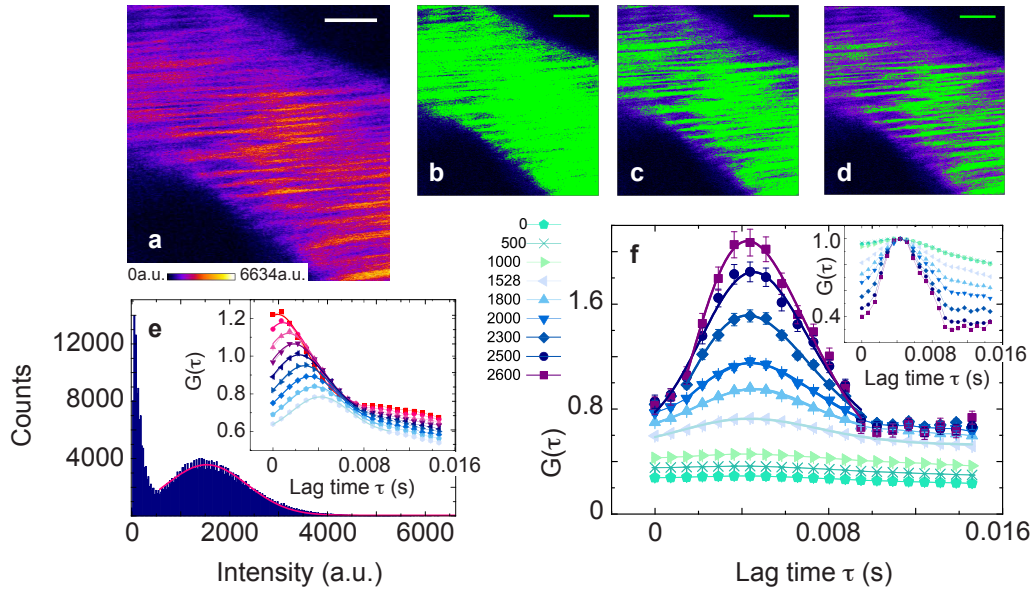 a
0a.u. 6634a.u.
b
c
d
0
500
1000
1528
1800
2000
2300
2500
2600
e
Counts
12000
8000
4000
0 2000 4000 6000
Intensity (a.u.)
G(τ)
1.2
1.0
0.8
0.6
0.000 0.008 0.016
Lag time τ (s)
f
G(τ)
1.6
0.8
0
0 0.008 0.016
Lag time τ (s)
G(τ)
1.0
0.4
0.000 0.008 0.016
Lag time τ (s)